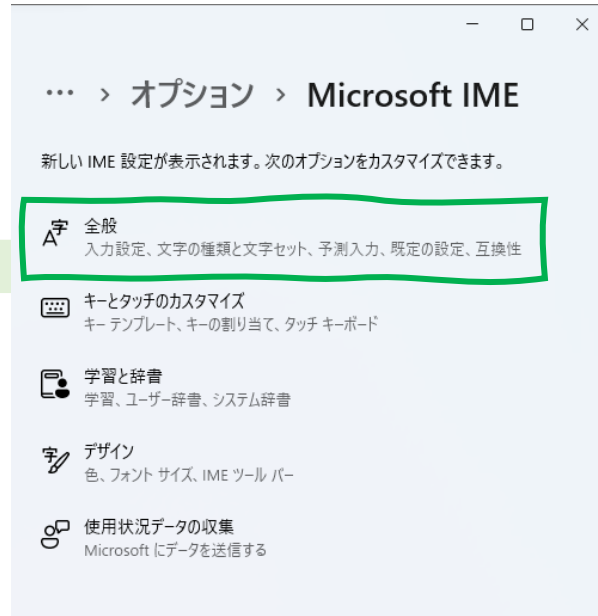 … > オプション > Microsoft IME
新しい IME 設定が表示されます。次のオプションをカスタマイズできます。
全般
入力設定、文字の種類と文字セット、予測入力、既定の設定、互換性
キーとタッチのカスタマイズ
キー テンプレート、キーの割り当て、タッチ キーボード
学習と辞書
学習、ユーザー辞書、システム辞書
デザイン
色、フォント サイズ、IME ツール バー
使用状況データの収集
Microsoft にデータを送信する